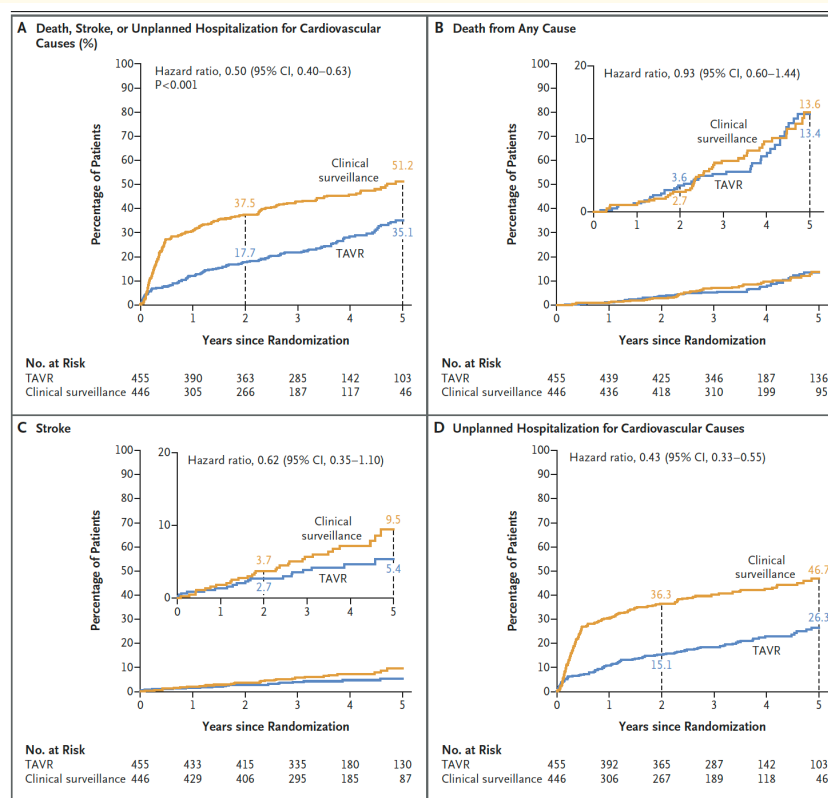 A Death, Stroke, or Unplanned Hospitalization for Cardiovascular
Causes (%)
Hazard ratio, 0.50 (95% CI, 0.40–0.63)
P<0.001
Percentage of Patients
100
90
80
70
60
50
40
30
20
10
0
Clinical
surveillance
51.2
37.5
17.7
TAVR
35.1
0 1 2 3 4 5
Years since Randomization
No. at Risk
TAVR 455 390 363 285 142 103
Clinical surveillance 446 305 266 187 117 46
B Death from Any Cause
Percentage of Patients
100
90
80
70
60
50
40
30
20
10
0
20
10
0
Hazard ratio, 0.93 (95% CI, 0.60–1.44)
Clinical
surveillance
13.6
13.4
3.6
2.7
TAVR
0 1 2 3 4 5
0 1 2 3 4 5
Years since Randomization
No. at Risk
TAVR 455 439 425 346 187 136
Clinical surveillance 446 436 418 310 199 95
C Stroke
Percentage of Patients
100
90
80
70
60
50
40
30
20
10
0
20
10
0
Hazard ratio, 0.62 (95% CI, 0.35–1.10)
Clinical
surveillance
9.5
3.7
2.7
TAVR
5.4
0 1 2 3 4 5
0 1 2 3 4 5
Years since Randomization
No. at Risk
TAVR 455 433 415 335 180 130
Clinical surveillance 446 429 406 295 185 87
D Unplanned Hospitalization for Cardiovascular Causes
Hazard ratio, 0.43 (95% CI, 0.33–0.55)
Percentage of Patients
100
90
80
70
60
50
40
30
20
10
0
Clinical
surveillance
46.7
36.3
26.3
15.1
TAVR
0 1 2 3 4 5
Years since Randomization
No. at Risk
TAVR 455 392 365 287 142 103
Clinical surveillance 446 306 267 189 118 46